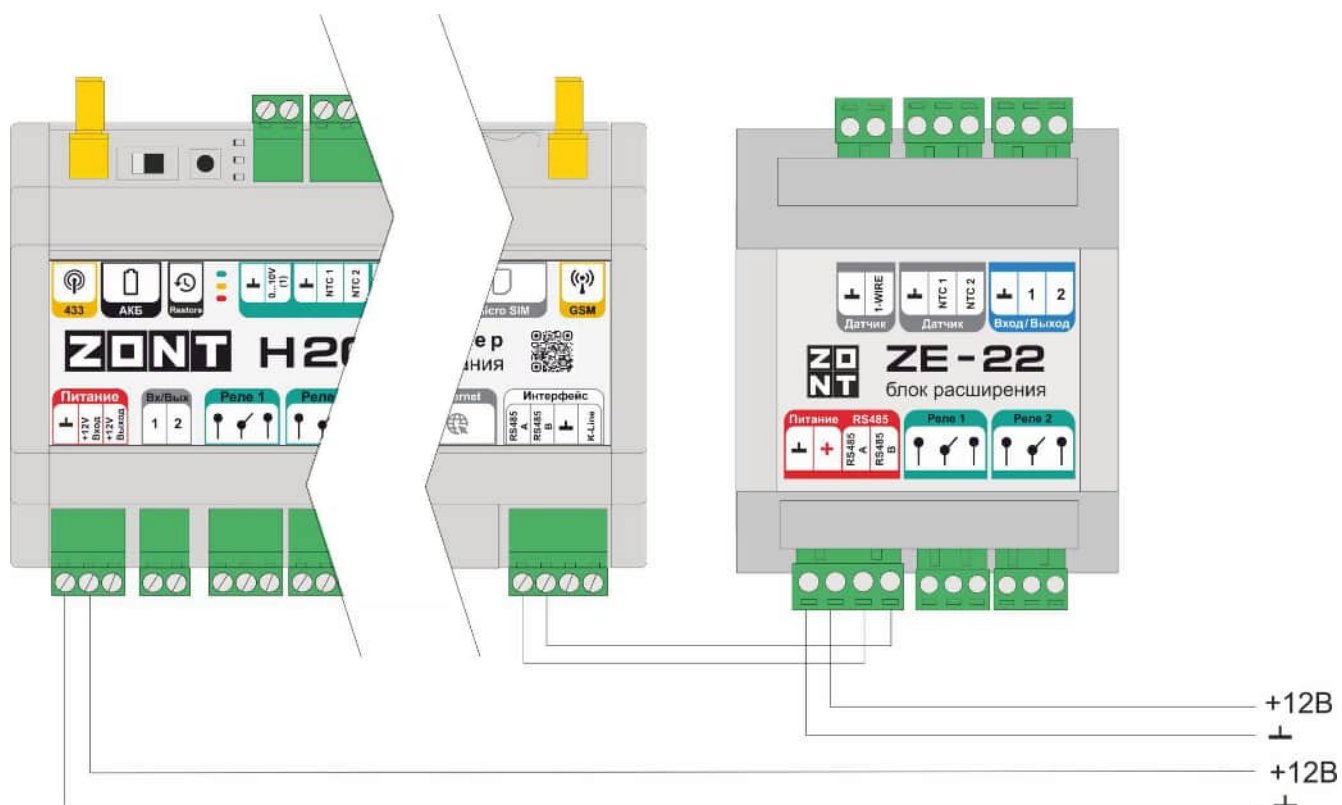 433
АКБ
Restore
0...10V
(1)
NTC 1
NTC 2
icro SIM
GSM
ZONT H20
ер
ания
Питание
+12V
Вход
+12V
Выход
Вх/Вых
1 2
Реле 1
Реле
rnet
Интерфейс
RS485
A
RS485
B
K-Line
1-WIRE
Датчик
NTC 1
NTC 2
Датчик
1 2
Вход/Выход
ZONT
ZE-22
блок расширения
Питание RS485
+
RS485
A
RS485
B
Реле 1
Реле 2
+12В
+12В